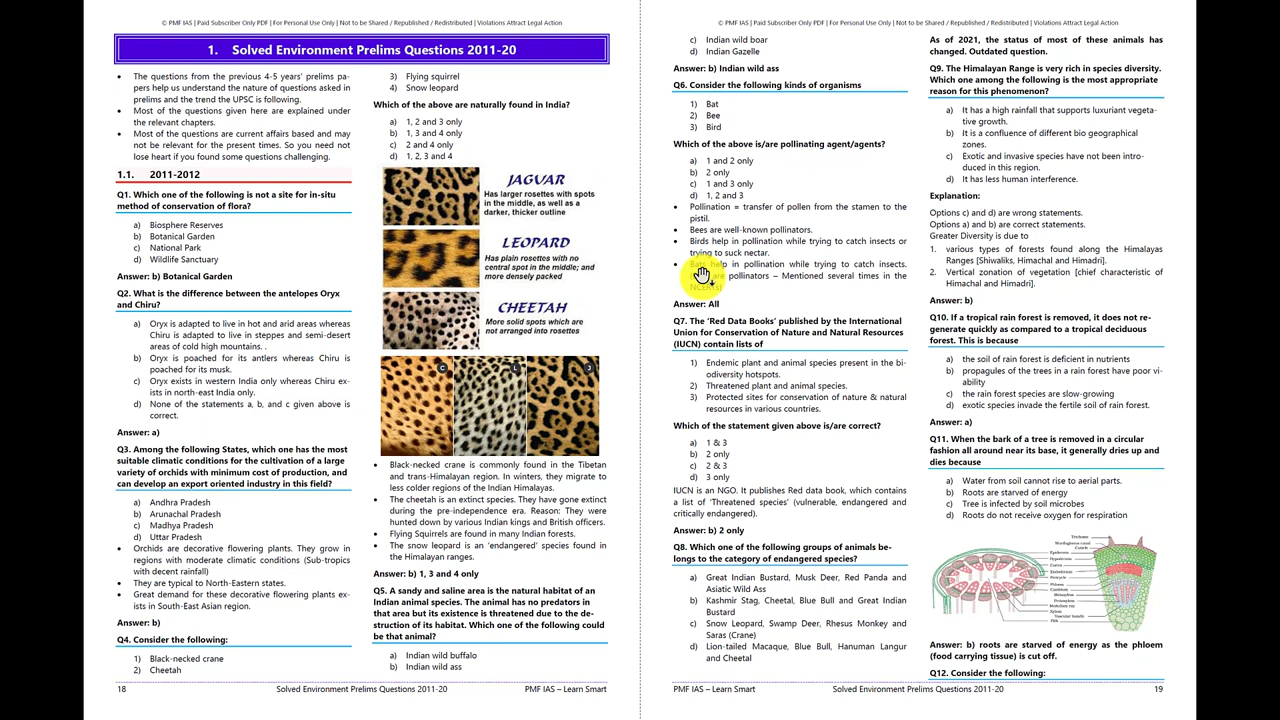 © PMF IAS | Paid Subscriber Only PDF | For Personal Use Only | Not to be Shared / Republished / Redistributed | Violations Attract Legal Action
1. Solved Environment Prelims Questions 2011-20
• The questions from the previous 4-5 years' prelims pa-
pers help us understand the nature of questions asked in
prelims and the trend the UPSC is following.
• Most of the questions given here are explained under
the relevant chapters.
• Most of the questions are current affairs based and may
not be relevant for the present times. So you need not
lose heart if you found some questions challenging.
1.1. 2011-2012
Q1. Which one of the following is not a site for in-situ
method of conservation of flora?
a) Biosphere Reserves
b) Botanical Garden
c) National Park
d) Wildlife Sanctuary
Answer: b) Botanical Garden
Q2. What is the difference between the antelopes Oryx
and Chiru?
a) Oryx is adapted to live in hot and arid areas whereas
Chiru is adapted to live in steppes and semi-desert
areas of cold high mountains. .
b) Oryx is poached for its antlers whereas Chiru is
poached for its musk.
c) Oryx exists in western India only whereas Chiru ex-
ists in north-east India only.
d) None of the statements a, b, and c given above is
correct.
Answer: a)
Q3. Among the following States, which one has the most
suitable climatic conditions for the cultivation of a large
variety of orchids with minimum cost of production, and
can develop an export oriented industry in this field?
a) Andhra Pradesh
b) Arunachal Pradesh
c) Madhya Pradesh
d) Uttar Pradesh
• Orchids are decorative flowering plants. They grow in
regions with moderate climatic conditions (Sub-tropics
with decent rainfall)
• They are typical to North-Eastern states.
• Great demand for these decorative flowering plants ex-
ists in South-East Asian region.
Answer: b)
Q4. Consider the following:
1) Black-necked crane
2) Cheetah
3) Flying squirrel
4) Snow leopard
Which of the above are naturally found in India?
a) 1, 2 and 3 only
b) 1, 3 and 4 only
c) 2 and 4 only
d) 1, 2, 3 and 4
JAGUAR
Has larger rosettes with spots
in the middle, as well as a
darker, thicker outline
LEOPARD
Has plain rosettes with no
central spot in the middle; and
more densely packed
CHEETAH
More solid spots which are
not arranged into rosettes
C L J
• Black-necked crane is commonly found in the Tibetan
and trans-Himalayan region. In winters, they migrate to
less colder regions of the Indian Himalayas.
• The cheetah is an extinct species. They have gone extinct
during the pre-independence era. Reason: They were
hunted down by various Indian kings and British officers.
• Flying Squirrels are found in many Indian forests.
• The snow leopard is an 'endangered' species found in
the Himalayan ranges.
Answer: b) 1, 3 and 4 only
Q5. A sandy and saline area is the natural habitat of an
Indian animal species. The animal has no predators in
that area but its existence is threatened due to the de-
struction of its habitat. Which one of the following could
be that animal?
a) Indian wild buffalo
b) Indian wild ass
18 Solved Environment Prelims Questions 2011-20 PMF IAS – Learn Smart
© PMF IAS | Paid Subscriber Only PDF | For Personal Use Only | Not to be Shared / Republished / Redistributed | Violations Attract Legal Action
c) Indian wild boar
d) Indian Gazelle
Answer: b) Indian wild ass
Q6. Consider the following kinds of organisms
1) Bat
2) Bee
3) Bird
Which of the above is/are pollinating agent/agents?
a) 1 and 2 only
b) 2 only
c) 1 and 3 only
d) 1, 2 and 3
• Pollination = transfer of pollen from the stamen to the
pistil.
• Bees are well-known pollinators.
• Birds help in pollination while trying to catch insects or
trying to suck nectar.
• Bats help in pollination while trying to catch insects.
are pollinators – Mentioned several times in the
Answer: All
Q7. The 'Red Data Books' published by the International
Union for Conservation of Nature and Natural Resources
(IUCN) contain lists of
1) Endemic plant and animal species present in the bi-
odiversity hotspots.
2) Threatened plant and animal species.
3) Protected sites for conservation of nature & natural
resources in various countries.
Which of the statement given above is/are correct?
a) 1 & 3
b) 2 only
c) 2 & 3
d) 3 only
IUCN is an NGO. It publishes Red data book, which contains
a list of 'Threatened species' (vulnerable, endangered and
critically endangered).
Answer: b) 2 only
Q8. Which one of the following groups of animals be-
longs to the category of endangered species?
a) Great Indian Bustard, Musk Deer, Red Panda and
Asiatic Wild Ass
b) Kashmir Stag, Cheetal, Blue Bull and Great Indian
Bustard
c) Snow Leopard, Swamp Deer, Rhesus Monkey and
Saras (Crane)
d) Lion-tailed Macaque, Blue Bull, Hanuman Langur
and Cheetal
As of 2021, the status of most of these animals has
changed. Outdated question.
Q9. The Himalayan Range is very rich in species diversity.
Which one among the following is the most appropriate
reason for this phenomenon?
a) It has a high rainfall that supports luxuriant vegeta-
tive growth.
b) It is a confluence of different bio geographical
zones.
c) Exotic and invasive species have not been intro-
duced in this region.
d) It has less human interference.
Explanation:
Options c) and d) are wrong statements.
Options a) and b) are correct statements.
Greater Diversity is due to
1. various types of forests found along the Himalayas
Ranges [Shiwaliks, Himachal and Himadri].
2. Vertical zonation of vegetation [chief characteristic of
Himachal and Himadri].
Answer: b)
Q10. If a tropical rain forest is removed, it does not re-
generate quickly as compared to a tropical deciduous
forest. This is because
a) the soil of rain forest is deficient in nutrients
b) propagules of the trees in a rain forest have poor vi-
ability
c) the rain forest species are slow-growing
d) exotic species invade the fertile soil of rain forest.
Answer: a)
Q11. When the bark of a tree is removed in a circular
fashion all around near its base, it generally dries up and
dies because
a) Water from soil cannot rise to aerial parts.
b) Roots are starved of energy
c) Tree is infected by soil microbes
d) Roots do not receive oxygen for respiration
Answer: b) roots are starved of energy as the phloem
(food carrying tissue) is cut off.
Q12. Consider the following:
PMF IAS – Learn Smart Solved Environment Prelims Questions 2011-20 19